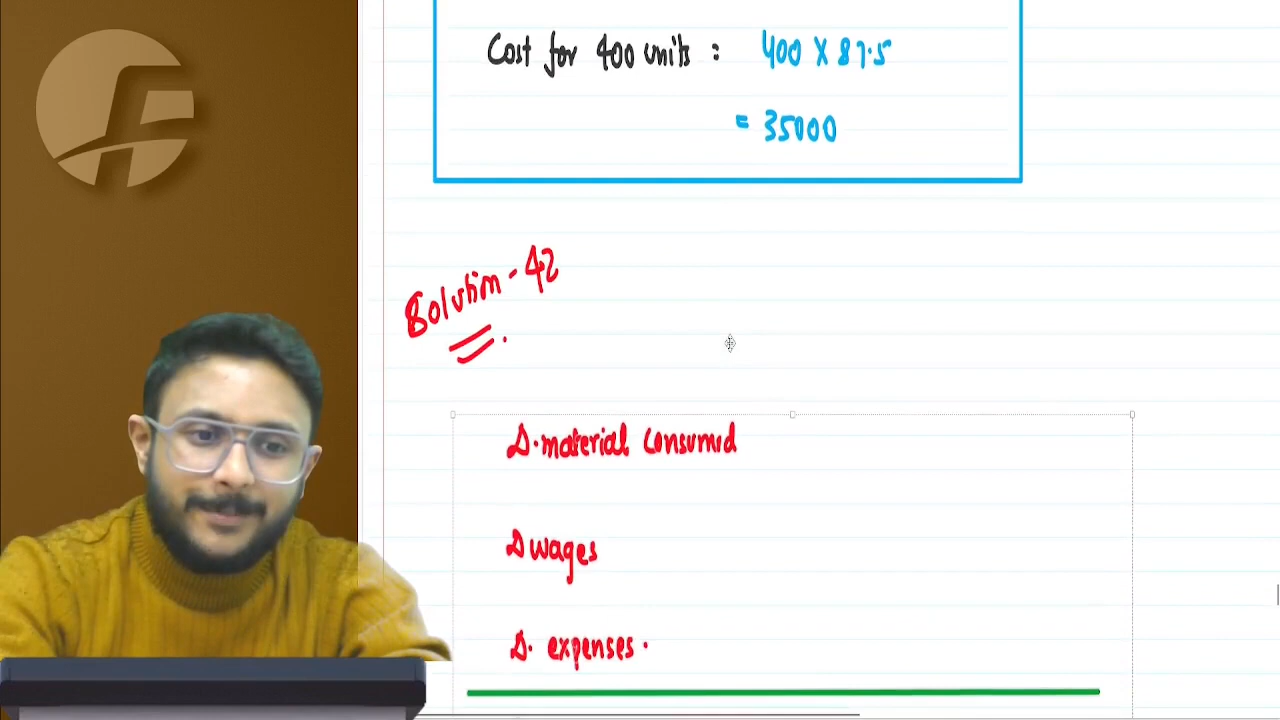 Cost for 400 units : 400 X 87.5
= 35000
Solution - 42
D. material Consumed
D wages
D. expenses.